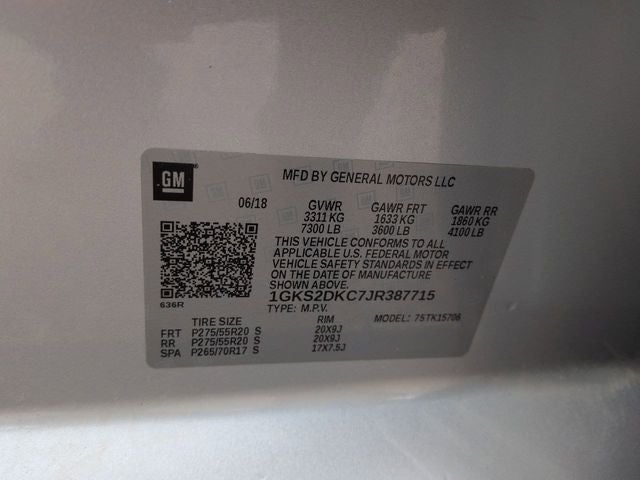 GM
MFD BY GENERAL MOTORS LLC
06/18 GVWR GAWR FRT GAWR RR
3311 KG 1633 KG 1860 KG
7300 LB 3600 LB 4100 LB
THIS VEHICLE CONFORMS TO ALL
APPLICABLE U.S. FEDERAL MOTOR
VEHICLE SAFETY STANDARDS IN EFFECT
ON THE DATE OF MANUFACTURE
SHOWN ABOVE.
636R
1GKS2DKC7JR387715
TYPE: M.P.V.
TIRE SIZE RIM MODEL: 75TK15706
FRT P275/55R20 S 20X9J
RR P275/55R20 S 20X9J
SPA P265/70R17 S 17X7.5J